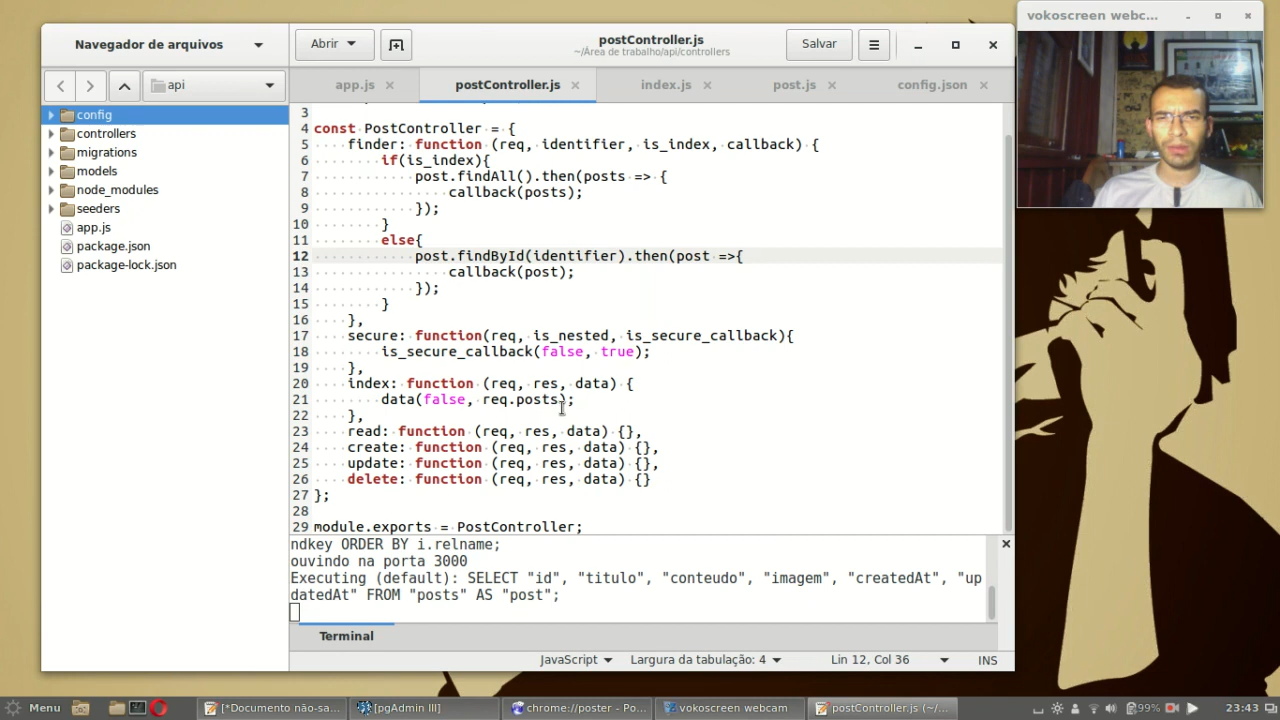 vokoscreen webc...
Navegador de arquivos
Abrir
postController.js
~/Área de trabalho/api/controllers
Salvar
api
app.js
postController.js
index.js
post.js
config.json
config
controllers
migrations
models
node_modules
seeders
app.js
package.json
package-lock.json
3
4 const PostController = {
5 finder: function (req, identifier, is_index, callback) {
6 if(is_index){
7 post.findAll().then(posts => {
8 callback(posts);
9 });
10 }
11 else{
12 post.findById(identifier).then(post =>{
13 callback(post);
14 });
15 }
16 },
17 secure: function(req, is_nested, is_secure_callback){
18 is_secure_callback(false, true);
19 },
20 index: function (req, res, data) {
21 data(false, req.posts);
22 },
23 read: function (req, res, data) {},
24 create: function (req, res, data) {},
25 update: function (req, res, data) {},
26 delete: function (req, res, data) {}
27 };
28
29 module.exports = PostController;
ndkey ORDER BY i.relname;
ouvindo na porta 3000
Executing (default): SELECT "id", "titulo", "conteudo", "imagem", "createdAt", "up
datedAt" FROM "posts" AS "post";
Terminal
JavaScript
Largura da tabulação: 4
Lin 12, Col 36
INS
Menu
[*Documento não-sa...
[pgAdmin III]
chrome://poster - Po...
vokoscreen webcam
postController.js (~/...
99%
23:43